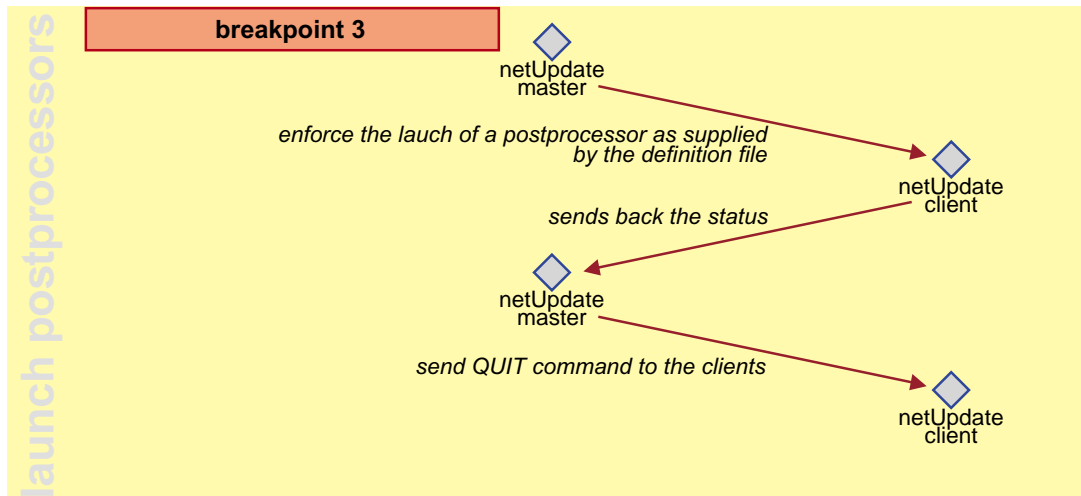 launch postprocessors
breakpoint 3
netUpdate
master
enforce the lauch of a postprocessor as supplied
by the definition file
netUpdate
client
sends back the status
netUpdate
master
send QUIT command to the clients
netUpdate
client